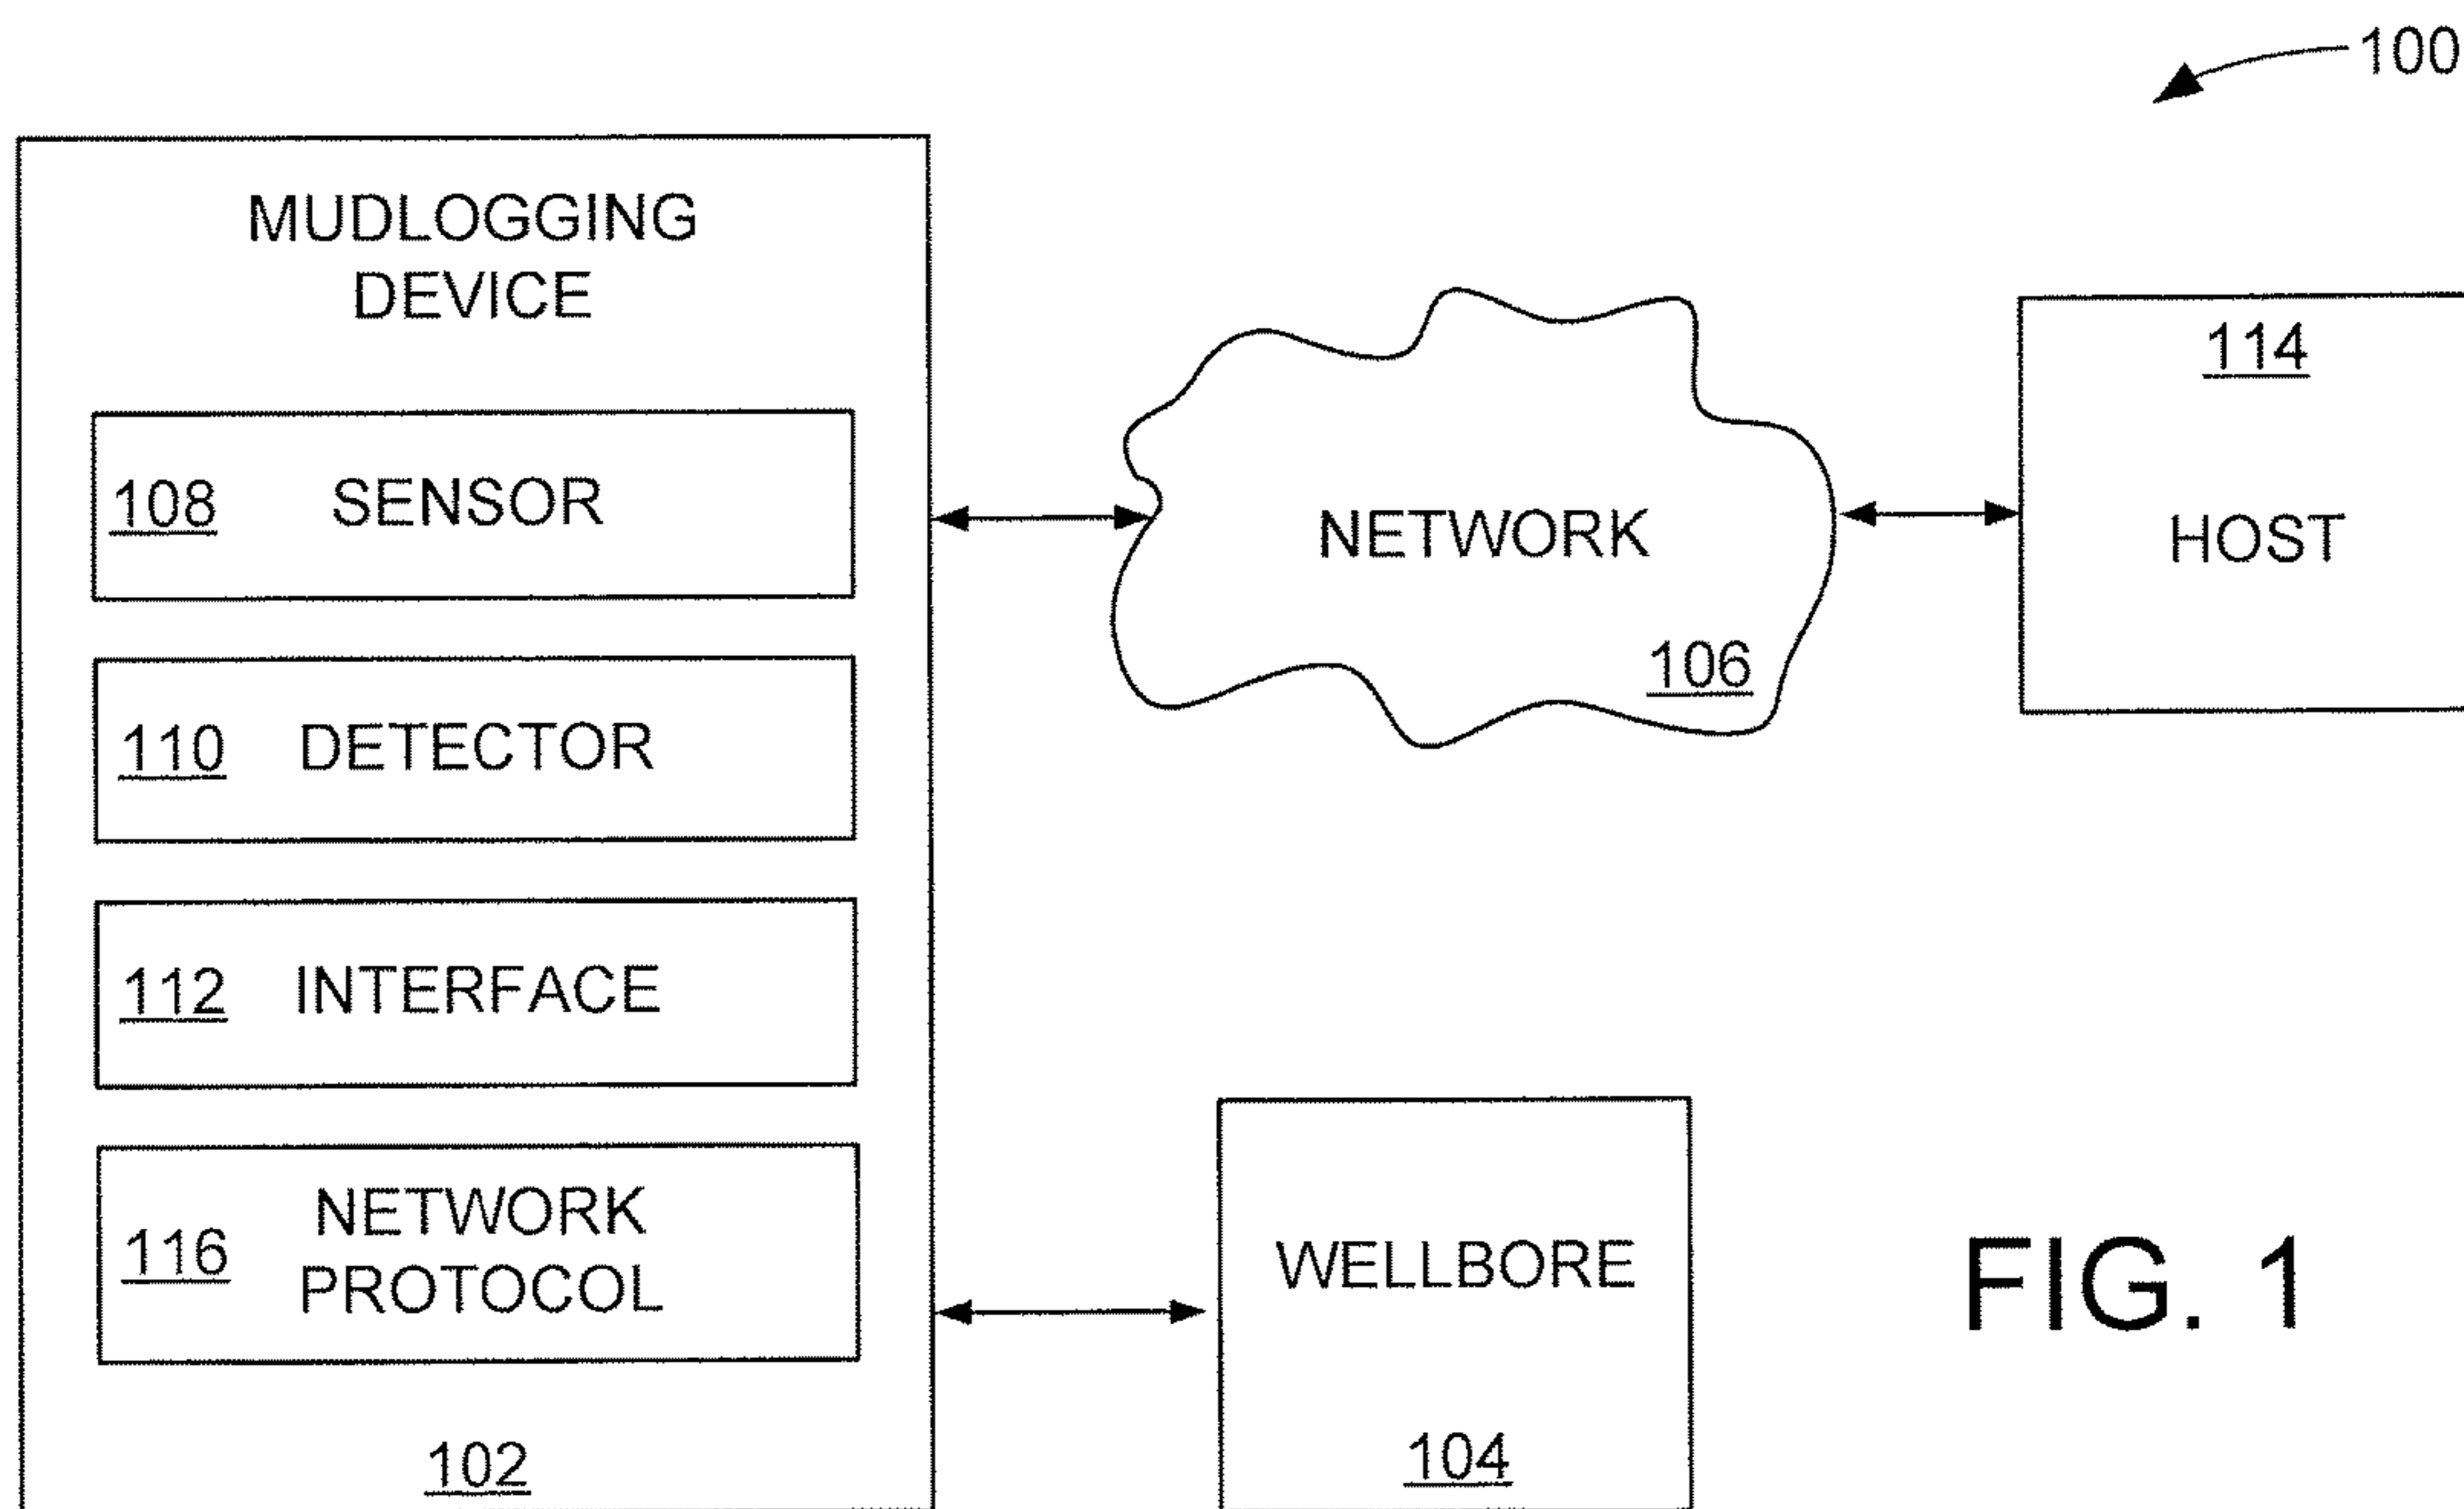 100
MUDLOGGING
DEVICE
108 SENSOR
110 DETECTOR
112 INTERFACE
116 NETWORK
PROTOCOL
102
NETWORK
106
114
HOST
WELLBORE
104
FIG. 1